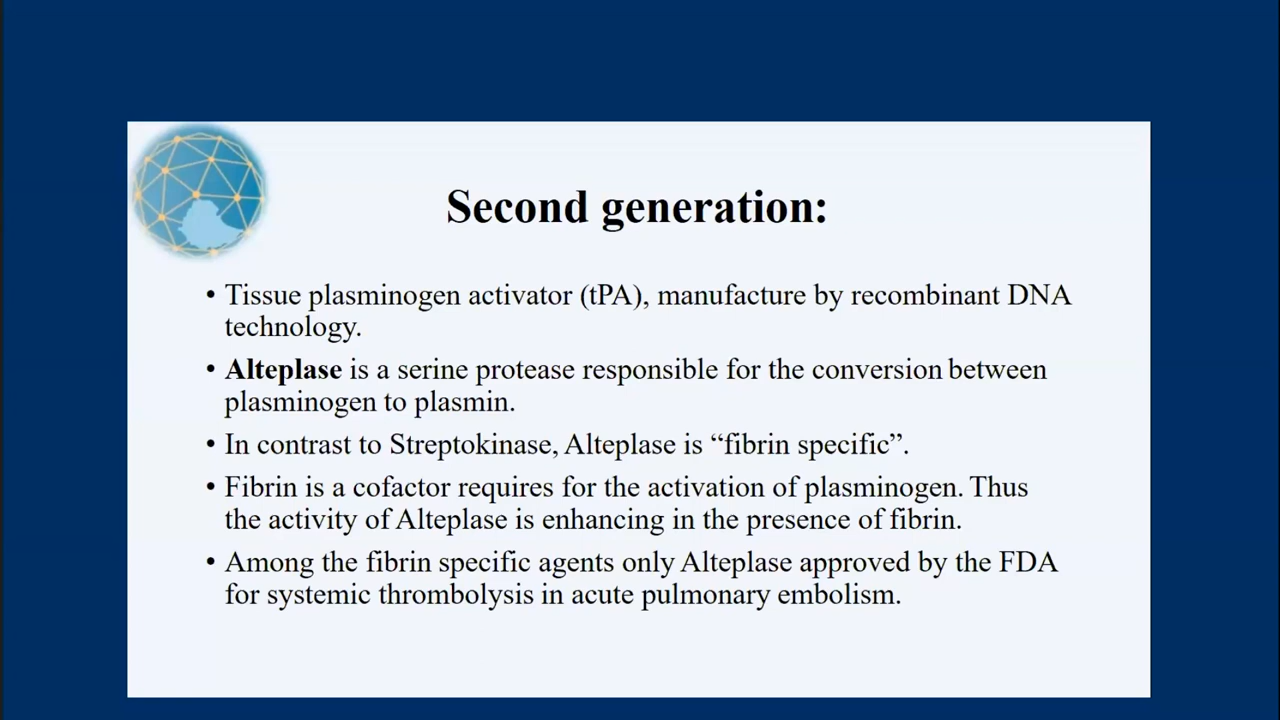 Second generation:
• Tissue plasminogen activator (tPA), manufacture by recombinant DNA
technology.
• Alteplase is a serine protease responsible for the conversion between
plasminogen to plasmin.
• In contrast to Streptokinase, Alteplase is “fibrin specific”.
• Fibrin is a cofactor requires for the activation of plasminogen. Thus
the activity of Alteplase is enhancing in the presence of fibrin.
• Among the fibrin specific agents only Alteplase approved by the FDA
for systemic thrombolysis in acute pulmonary embolism.